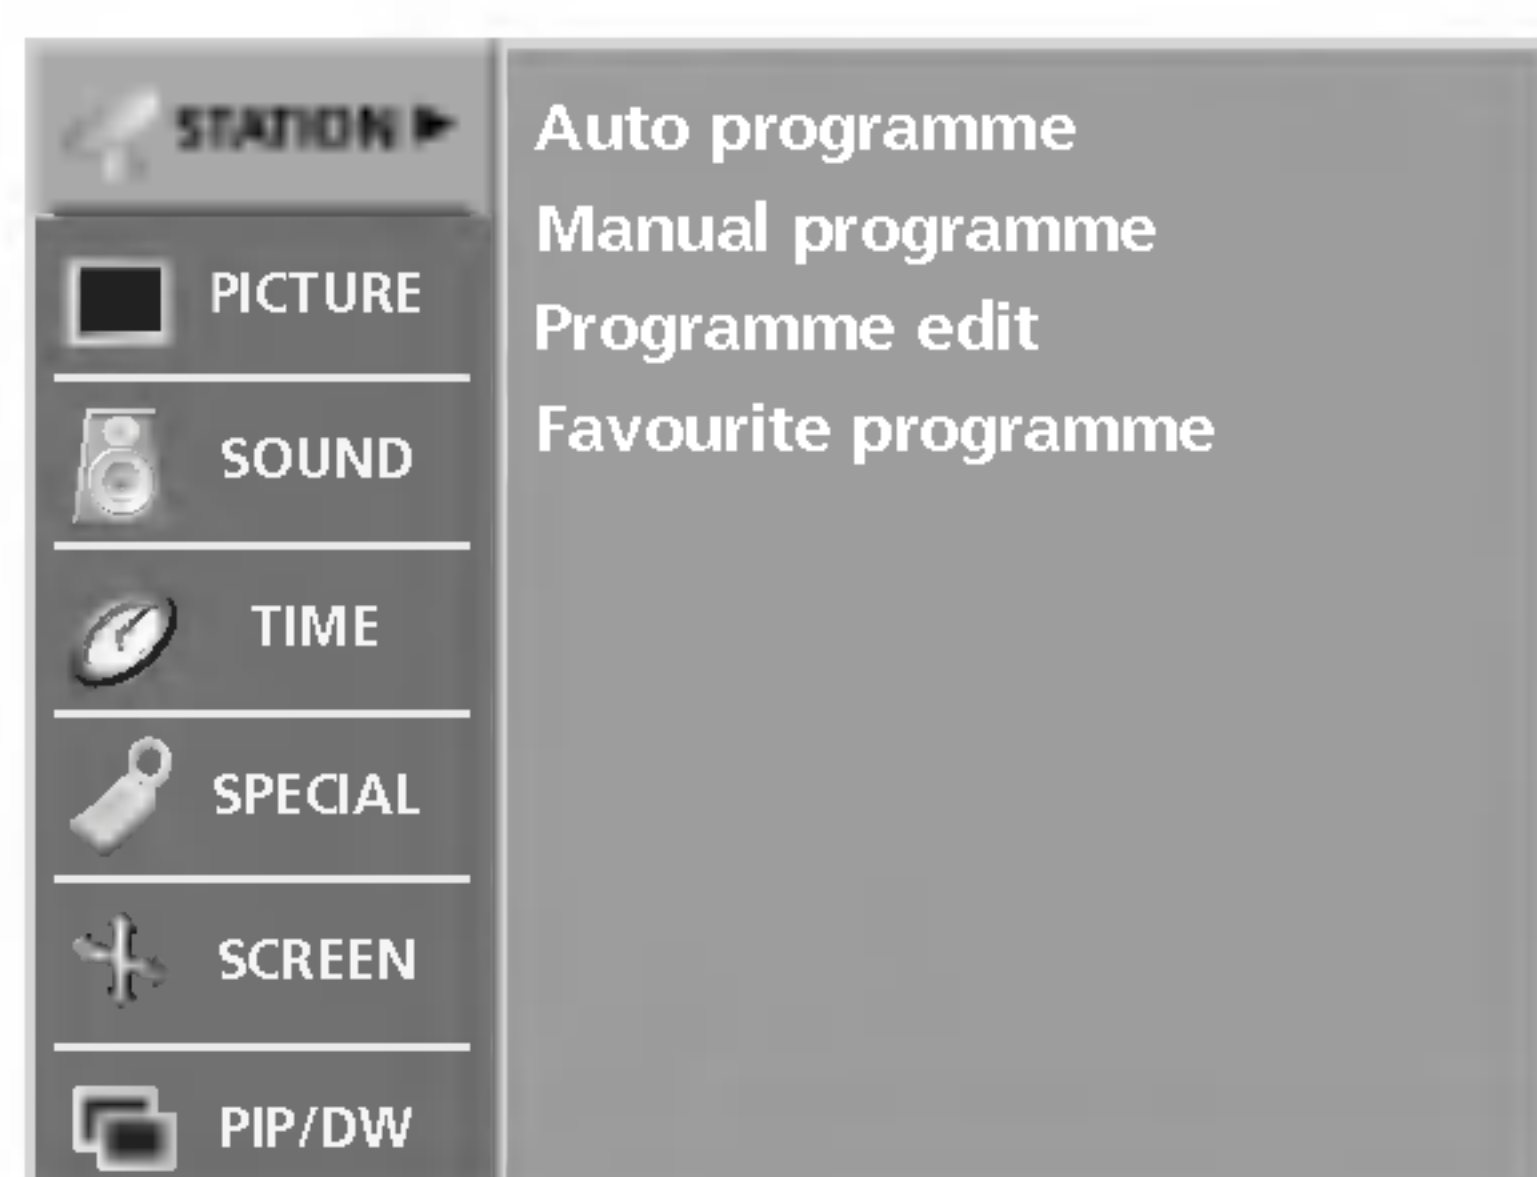 STATION ▶
PICTURE
SOUND
TIME
SPECIAL
SCREEN
PIP/DW
Auto programme
Manual programme
Programme edit
Favourite programme